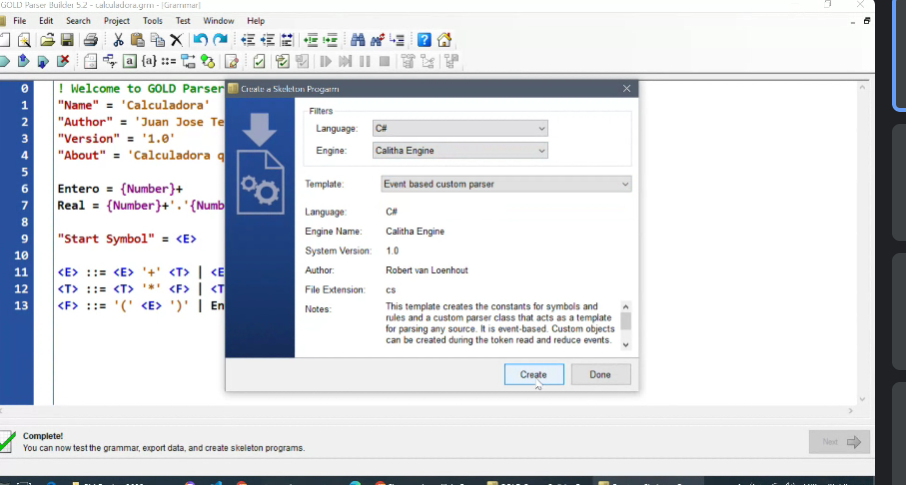 GOLD Parser Builder 5.2 - calculadora.grm - [Grammar]
File Edit Search Project Tools Test Window Help
0 ! Welcome to GOLD Parser
1 "Name" = 'Calculadora'
2 "Author" = 'Juan Jose Te
3 "Version" = '1.0'
4 "About" = 'Calculadora q
5
6 Entero = {Number}+
7 Real = {Number}+'.'{Numb
8
9 "Start Symbol" = <E>
10
11 <E> ::= <E> '+' <T> | <E
12 <T> ::= <T> '*' <F> | <T
13 <F> ::= '(' <E> ')' | En
Create a Skeleton Progarm
Filters
Language: C#
Engine: Calitha Engine
Template: Event based custom parser
Language: C#
Engine Name: Calitha Engine
System Version: 1.0
Author: Robert van Loenhout
File Extension: cs
Notes: This template creates the constants for symbols and
rules and a custom parser class that acts as a template
for parsing any source. It is event-based. Custom objects
can be created during the token read and reduce events.
Create Done
Complete!
You can now test the grammar, export data, and create skeleton programs.
Next